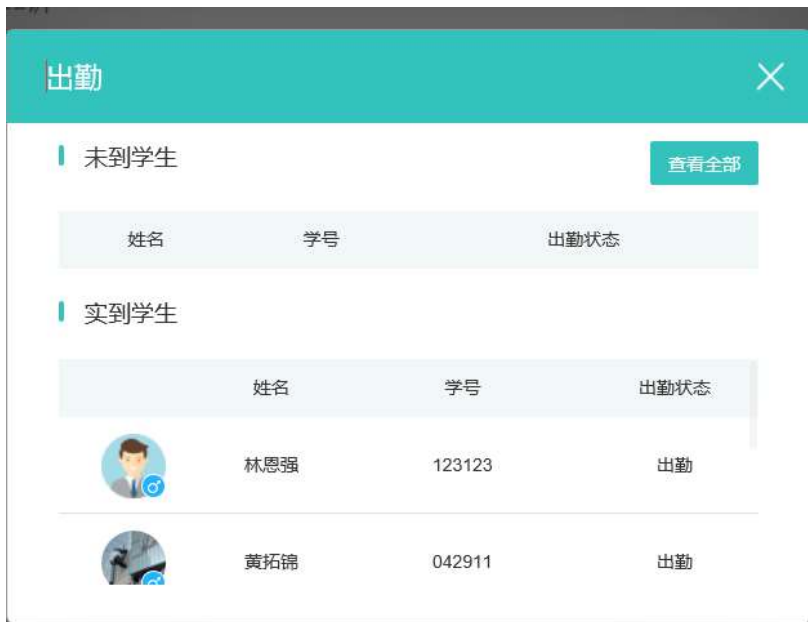 出勤
未到学生
查看全部
姓名 学号 出勤状态
实到学生
姓名 学号 出勤状态
林恩强 123123 出勤
黄拓锦 042911 出勤